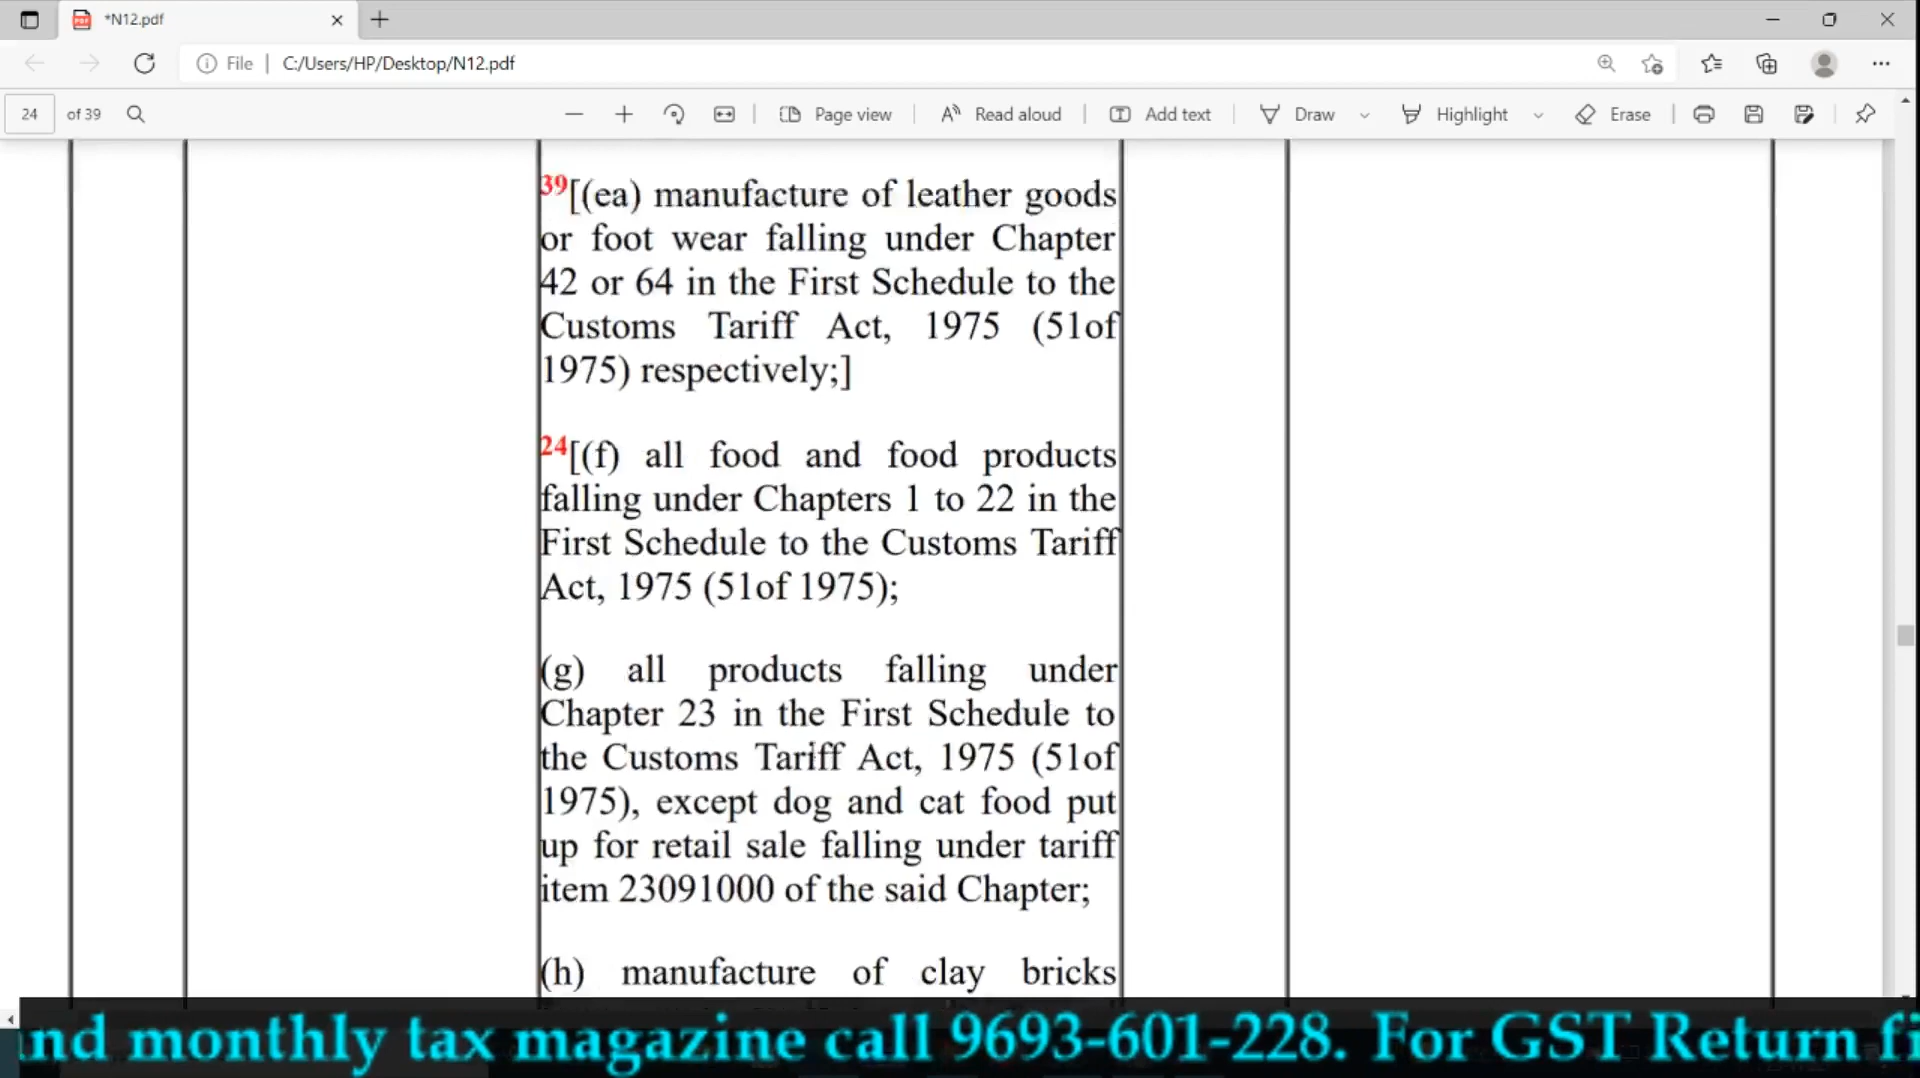 *N12.pdf
File
C:/Users/HP/Desktop/N12.pdf
24 of 39
Page view
Read aloud
Add text
Draw
Highlight
Erase
39[(ea) manufacture of leather goods
or foot wear falling under Chapter
42 or 64 in the First Schedule to the
Customs Tariff Act, 1975 (51of
1975) respectively;]
24[(f) all food and food products
falling under Chapters 1 to 22 in the
First Schedule to the Customs Tariff
Act, 1975 (51of 1975);
(g) all products falling under
Chapter 23 in the First Schedule to
the Customs Tariff Act, 1975 (51of
1975), except dog and cat food put
up for retail sale falling under tariff
item 23091000 of the said Chapter;
(h) manufacture of clay bricks
nd monthly tax magazine call 9693-601-228. For GST Return fi